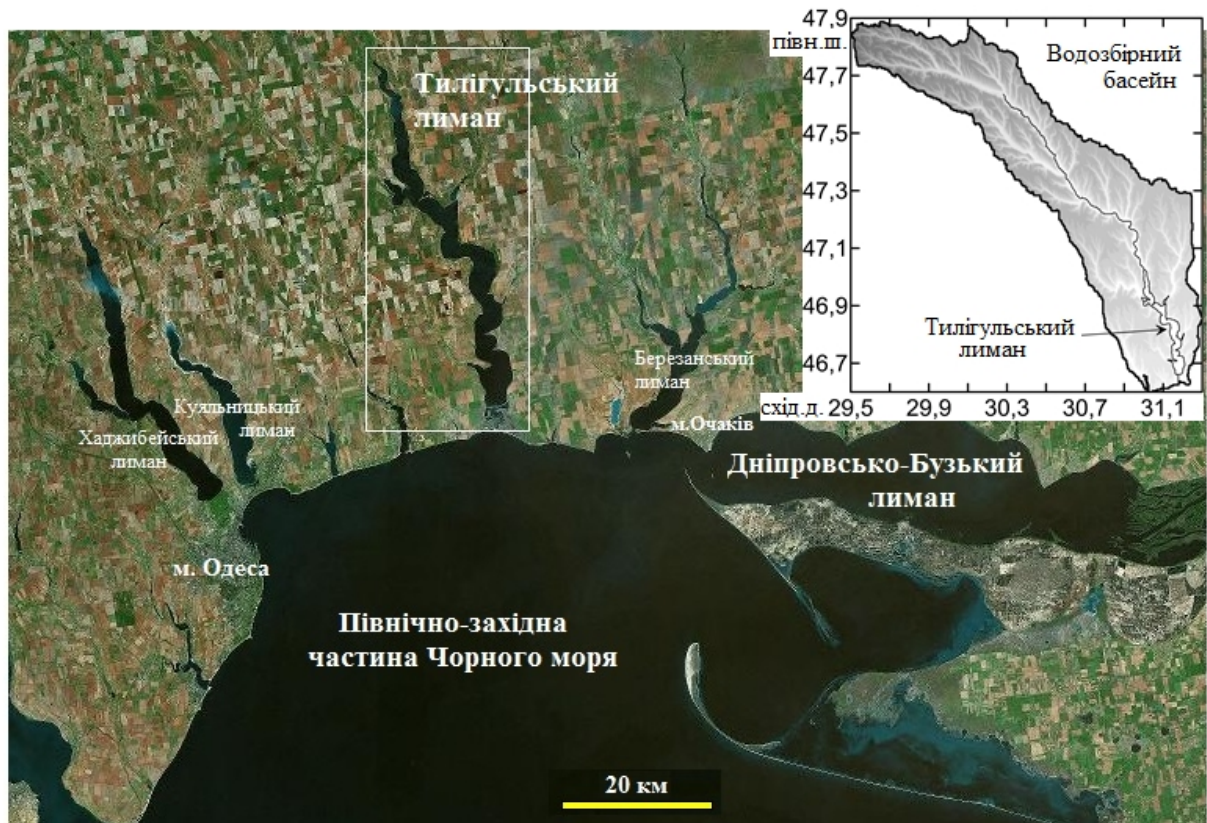 47,9
півн.ш.
47,7
47,5
47,3
47,1
46,9
46,7
схід.д. 29,5 29,9 30,3 30,7 31,1
Водозбірний
басейн
Тилігульський
лиман
Тилігульський
лиман
Березанський
лиман
м.Очаків
Куяльницький
лиман
Хаджибейський
лиман
Дніпровсько-Бузький
лиман
м. Одеса
Північно-західна
частина Чорного моря
20 км